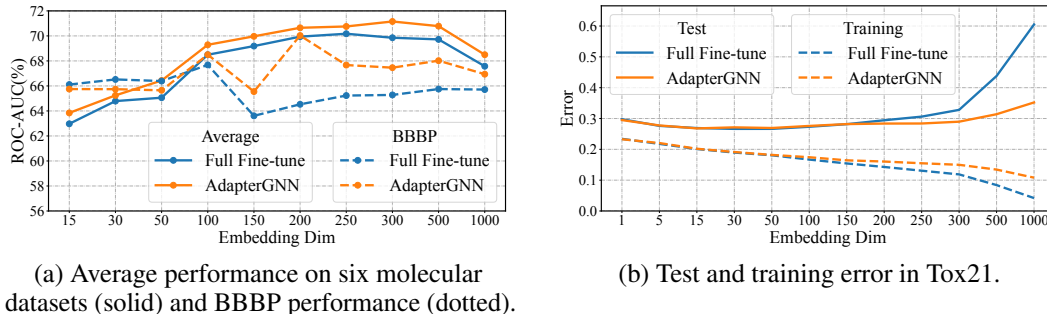 72
70
68
66
64
62
60
58
56
ROC-AUC(%)
Average
Full Fine-tune
AdapterGNN
BBBP
Full Fine-tune
AdapterGNN
15 30 50 100 150 200 250 300 500 1000
Embedding Dim
(a) Average performance on six molecular
datasets (solid) and BBBP performance (dotted).
0.6
0.5
0.4
0.3
0.2
0.1
0.0
Error
Test
Full Fine-tune
AdapterGNN
Training
Full Fine-tune
AdapterGNN
1 5 15 30 50 100 150 200 250 300 500 1000
Embedding Dim
(b) Test and training error in Tox21.